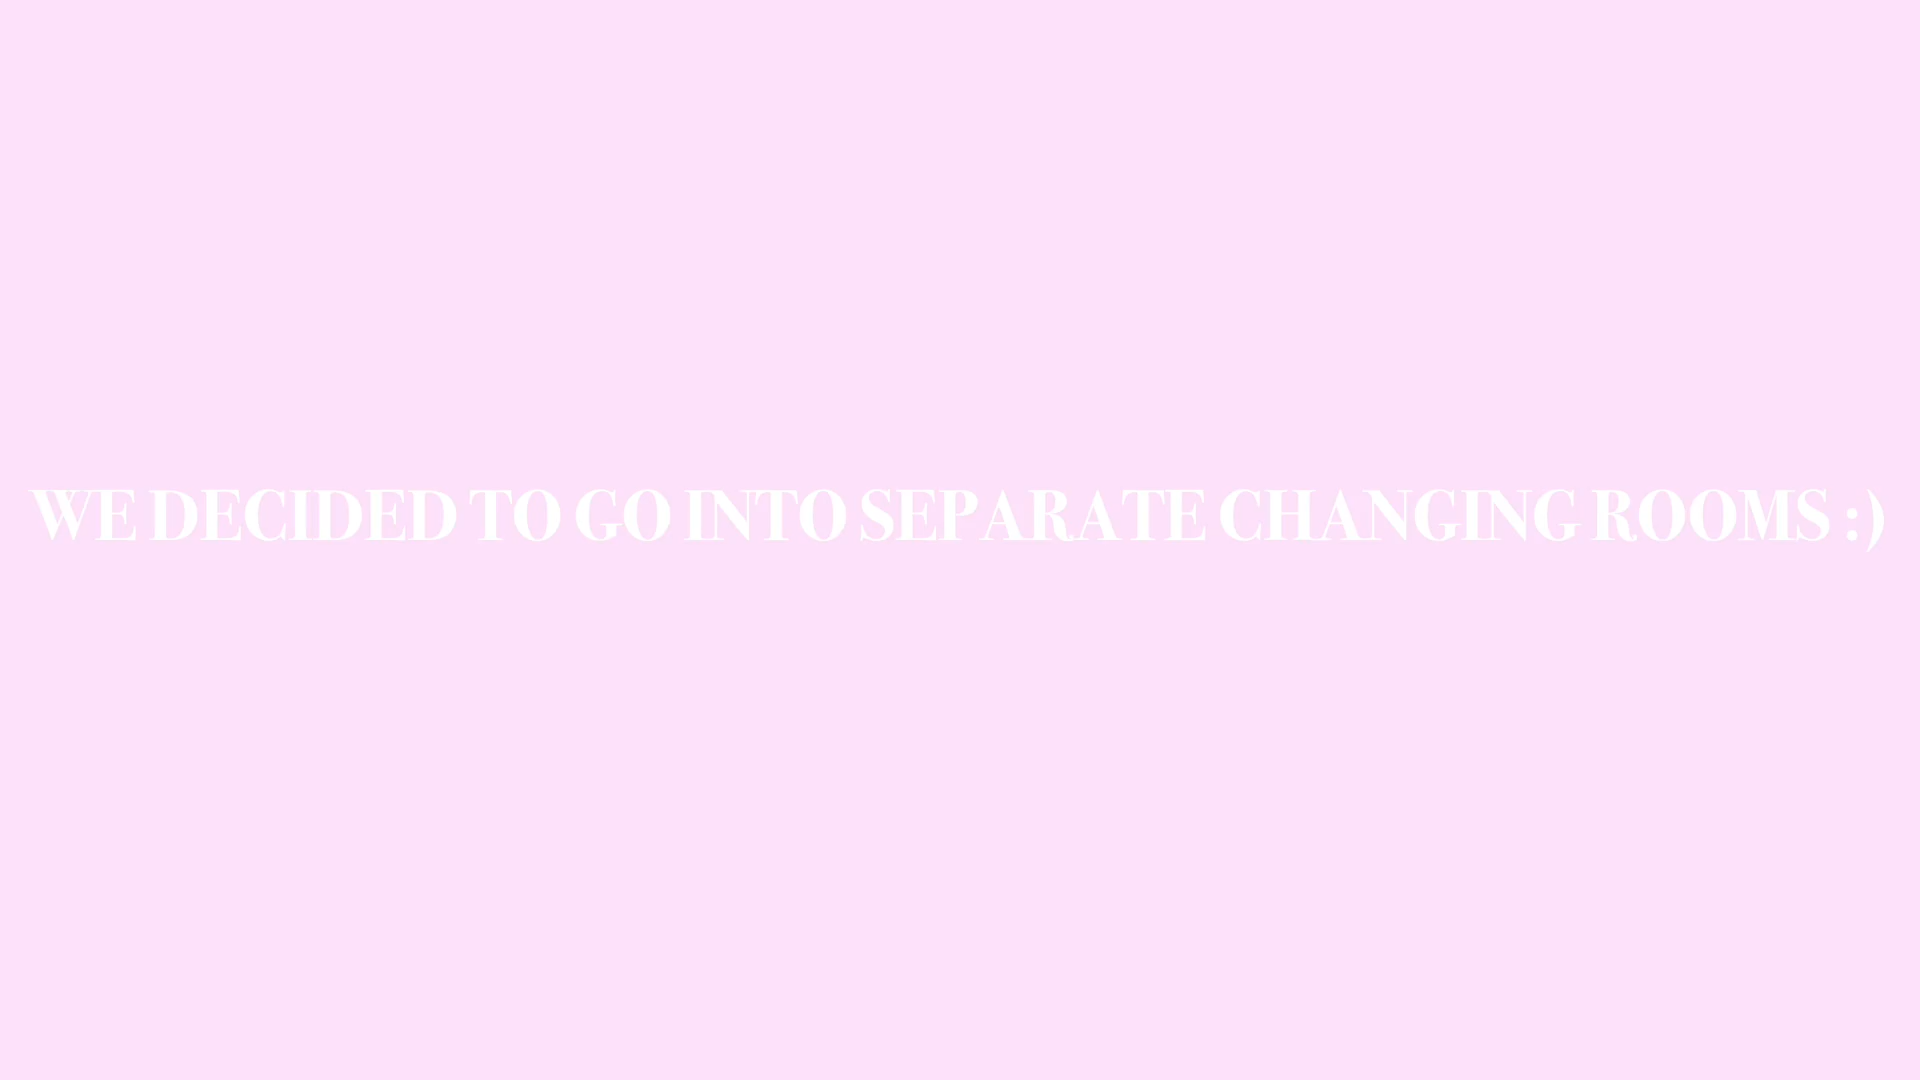 WE DECIDED TO GO INTO SEPARATE CHANGING ROOMS :)